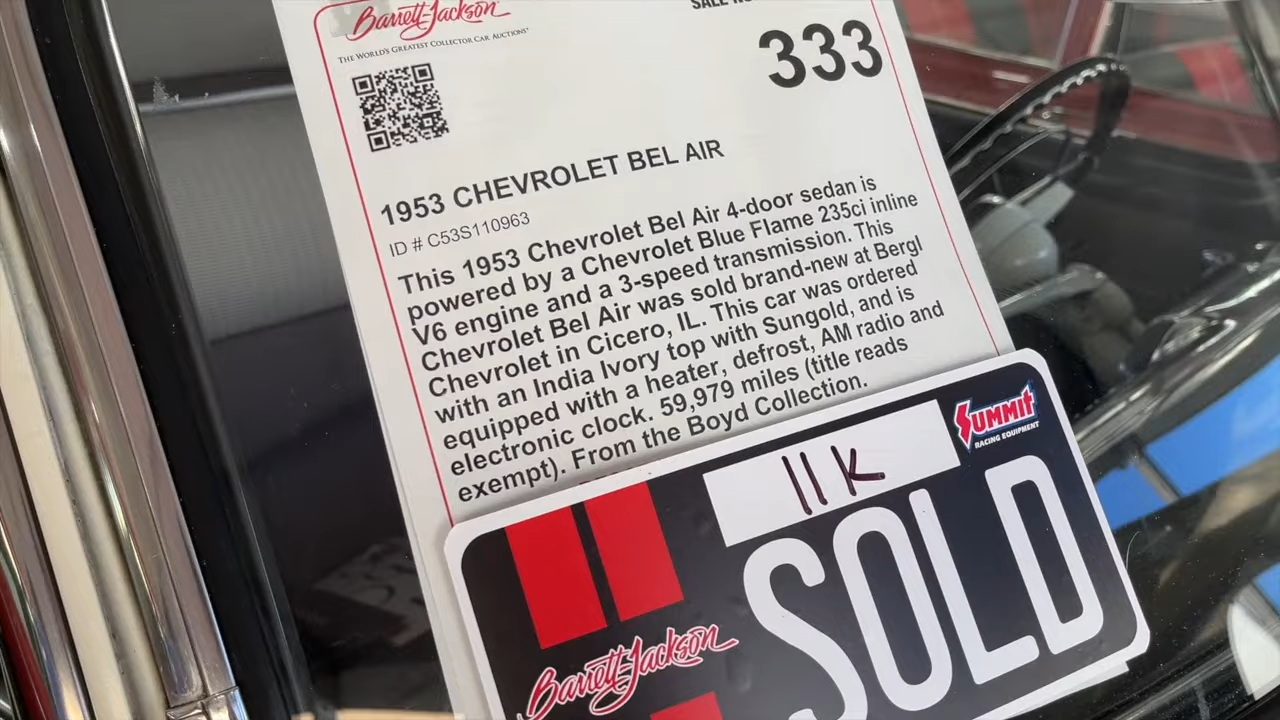 Barrett-Jackson
THE WORLD'S GREATEST COLLECTOR CAR AUCTIONS
SALE
333
1953 CHEVROLET BEL AIR
ID # C53S110963
This 1953 Chevrolet Bel Air 4-door sedan is
powered by a Chevrolet Blue Flame 235ci inline
V6 engine and a 3-speed transmission. This
Chevrolet Bel Air was sold brand-new at Bergl
Chevrolet in Cicero, IL. This car was ordered
with an India Ivory top with Sungold, and is
equipped with a heater, defrost, AM radio and
electronic clock. 59,979 miles (title reads
exempt). From the Boyd Collection.
SUMMIT
RACING EQUIPMENT
11K
SOLD
Barrett-Jackson